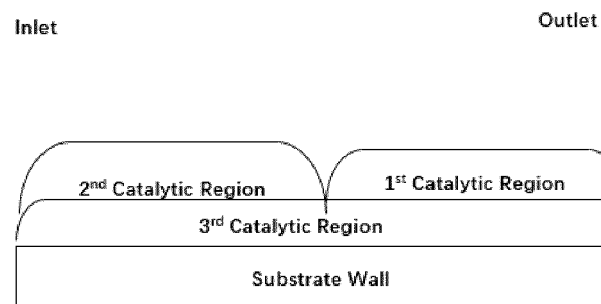 Inlet
Outlet
2nd Catalytic Region
1st Catalytic Region
3rd Catalytic Region
Substrate Wall